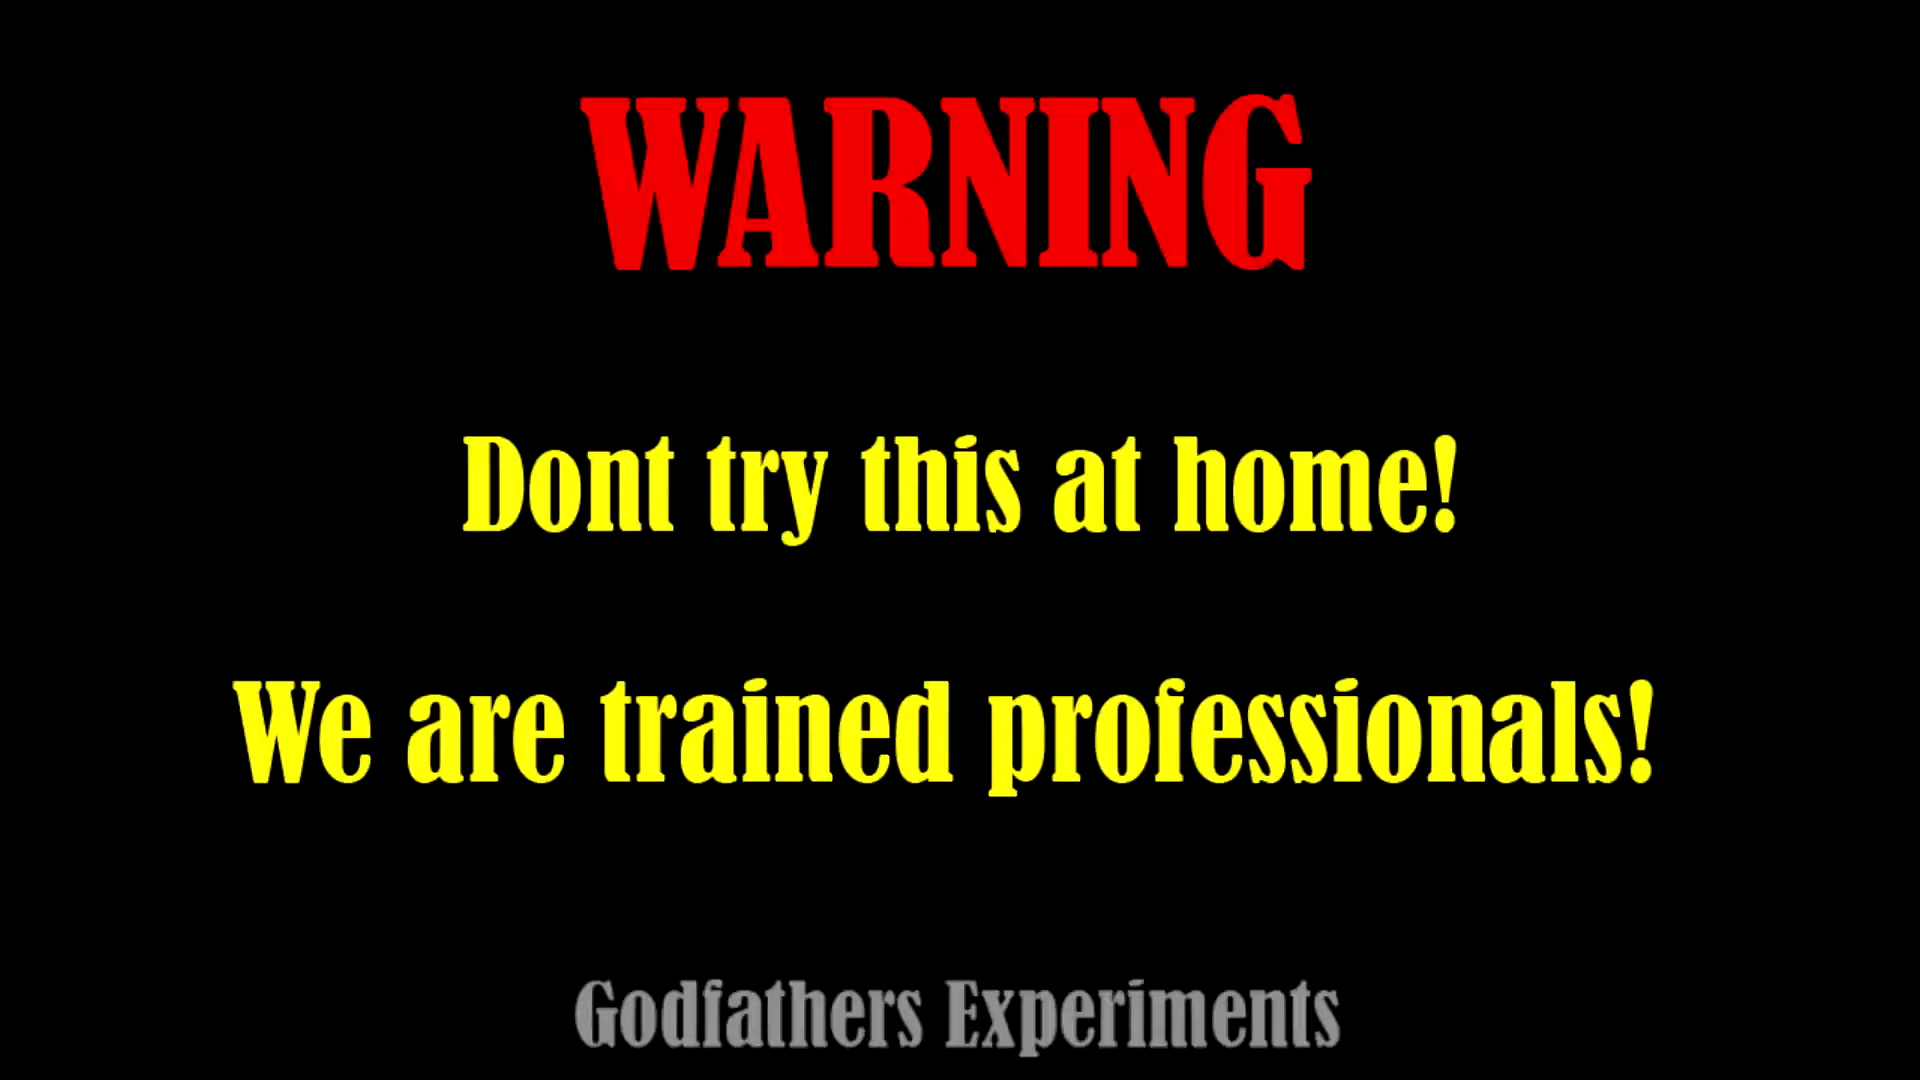 WARNING
Dont try this at home!
We are trained professionals!
Godfathers Experiments